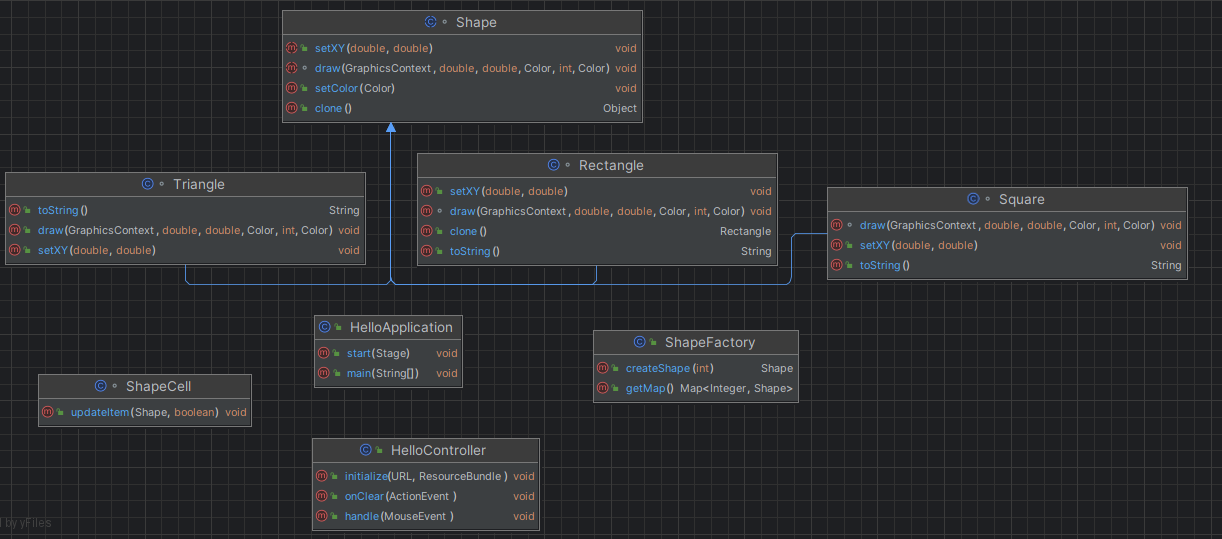 Shape
setXY(double, double) void
draw(GraphicsContext, double, double, Color, int, Color) void
setColor(Color) void
clone() Object
Triangle
toString() String
draw(GraphicsContext, double, double, Color, int, Color) void
setXY(double, double) void
Rectangle
setXY(double, double) void
draw(GraphicsContext, double, double, Color, int, Color) void
clone() Rectangle
toString() String
Square
draw(GraphicsContext, double, double, Color, int, Color) void
setXY(double, double) void
toString() String
HelloApplication
start(Stage) void
main(String[]) void
ShapeFactory
createShape(int) Shape
getMap() Map<Integer, Shape>
ShapeCell
updateItem(Shape, boolean) void
HelloController
initialize(URL, ResourceBundle) void
onClear(ActionEvent) void
handle(MouseEvent) void
by yFiles